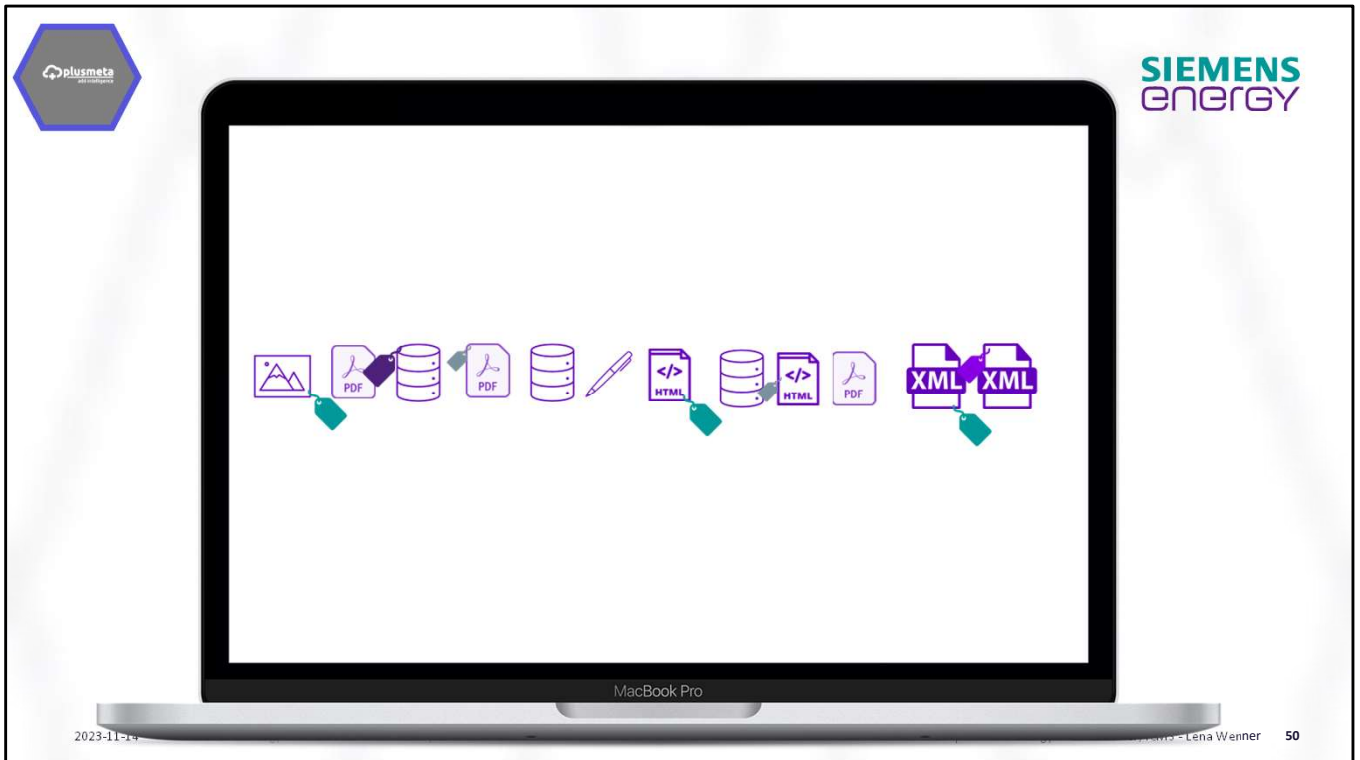 plusmeta
add intelligence
SIEMENS
energy
PDF
PDF
</>
HTML
</>
HTML
PDF
XML
XML
MacBook Pro
2023-11-14
- Lena Wenner 50